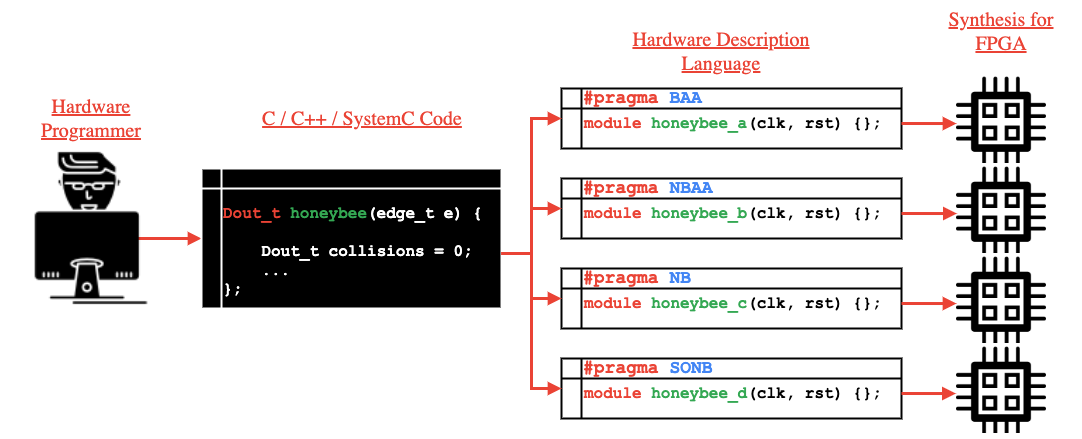 Hardware
Programmer
C / C++ / SystemC Code
Dout_t honeybee(edge_t e) {
Dout_t collisions = 0;
...
};
Hardware Description
Language
#pragma BAA
module honeybee_a(clk, rst) {};
#pragma NBAA
module honeybee_b(clk, rst) {};
#pragma NB
module honeybee_c(clk, rst) {};
#pragma SONB
module honeybee_d(clk, rst) {};
Synthesis for
FPGA